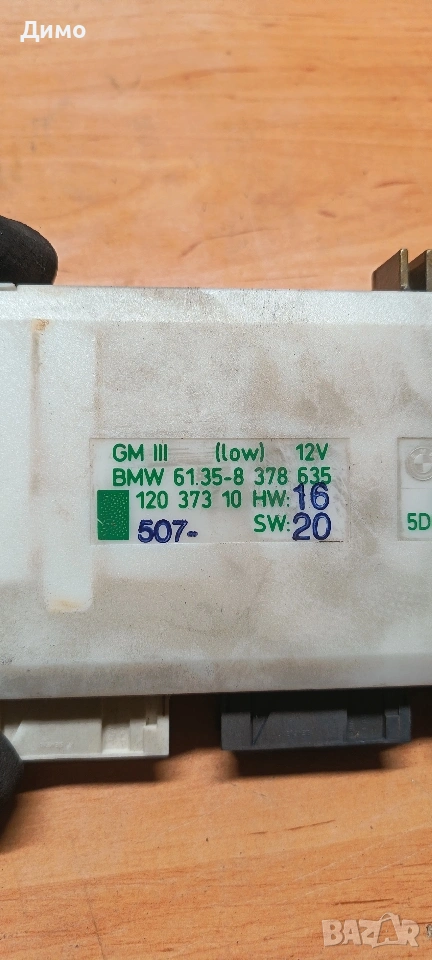 Димо
GM III (low) 12V
BMW 61.35-8 378 635
120 373 10 HW: 16
507- SW: 20
5D
BAZAR